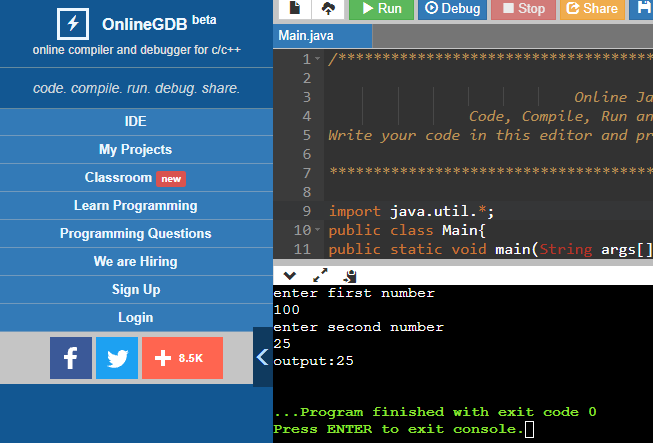 OnlineGDB beta
online compiler and debugger for c/c++
code. compile. run. debug. share.
IDE
My Projects
Classroom new
Learn Programming
Programming Questions
We are Hiring
Sign Up
Login
f
+ 8.5K
Run Debug Stop Share
Main.java
1 /**************************************
2
3 Online Ja
4 Code, Compile, Run an
5 Write your code in this editor and pr
6
7 **************************************
8
9 import java.util.*;
10 public class Main{
11 public static void main(String args[]
enter first number
100
enter second number
25
output:25
...Program finished with exit code 0
Press ENTER to exit console.